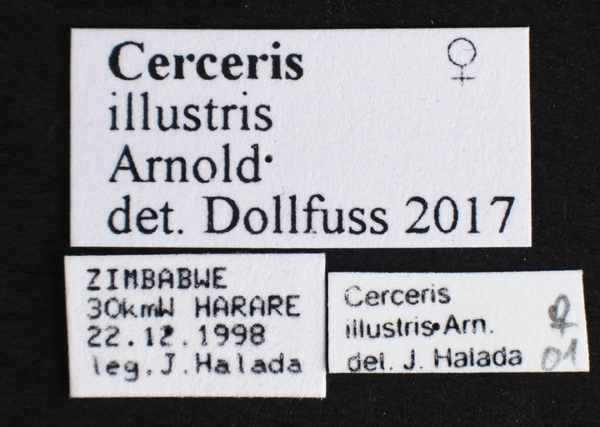 Cerceris ♀
illustris
Arnold
det. Dollfuss 2017
ZIMBABWE
30kmW HARARE
22.12.1998
leg.J.Halada
Cerceris
illustris Arn. ♀
det. J. Halada 01